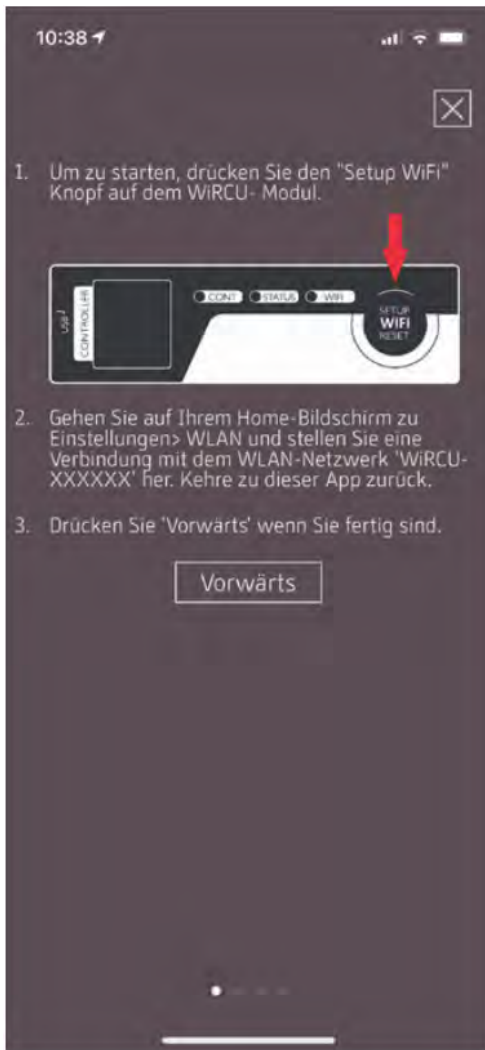 10:38
1. Um zu starten, drücken Sie den "Setup WiFi"
Knopf auf dem WiRCU- Modul.
USB
CONTROLLER
CONT
STATUS
WIFI
SETUP
WIFI
RESET
2. Gehen Sie auf Ihrem Home-Bildschirm zu
Einstellungen> WLAN und stellen Sie eine
Verbindung mit dem WLAN-Netzwerk 'WiRCU-
XXXXXX' her. Kehre zu dieser App zurück.
3. Drücken Sie 'Vorwärts' wenn Sie fertig sind.
Vorwärts